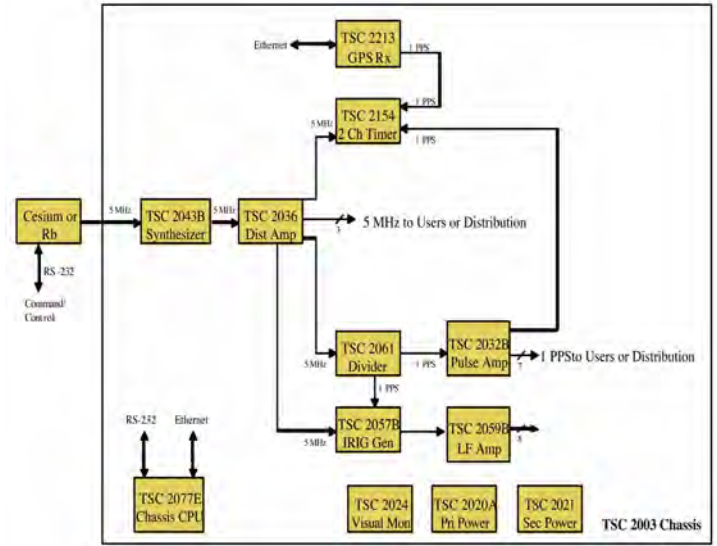 TSC 2213
GPS Rx
Ethernet
1 PPS
1 PPS
TSC 2154
2 Ch Timer
5 MHz
1 PPS
Cesium or
Rb
5 MHz
TSC 2043B
Synthesizer
5 MHz
TSC 2036
Dist Amp
3
5 MHz to Users or Distribution
RS-232
Command/
Control
TSC 2061
Divider
5 MHz
1 PPS
TSC 2032B
Pulse Amp
7
1 PPSto Users or Distribution
1 PPS
TSC 2057B
IRIG Gen
5 MHz
TSC 2059B
LF Amp
8
RS-232
Ethernet
TSC 2077E
Chassis CPU
TSC 2024
Visual Mon
TSC 2020A
Pri Power
TSC 2021
Sec Power
TSC 2003 Chassis